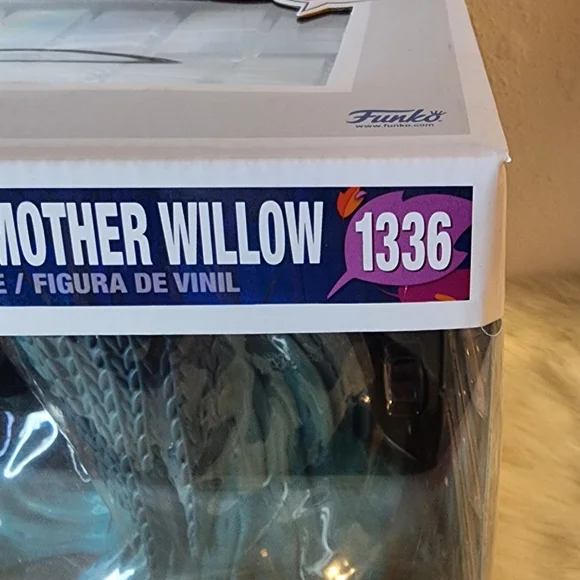 Funko
www.funko.com
MOTHER WILLOW 1336
E / FIGURA DE VINIL